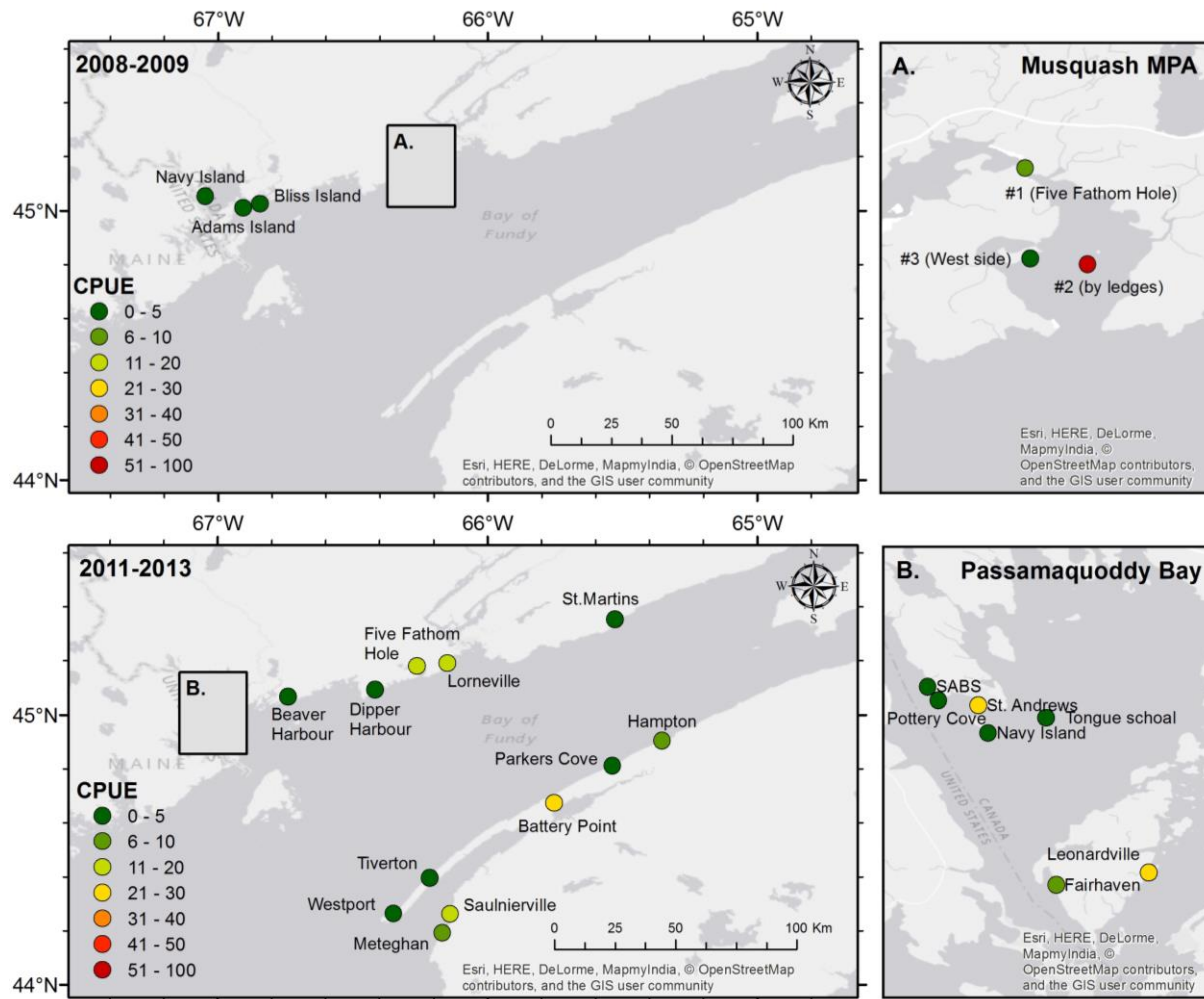 67°W
66°W
65°W
2008-2009
N
W
E
S
A.
Navy Island
Bliss Island
Adams Island
45°N
Bay of
Fundy
MAINE
UNITED STATES
CPUE
0 - 5
6 - 10
11 - 20
21 - 30
31 - 40
41 - 50
51 - 100
0
25
50
100 Km
Esri, HERE, DeLorme, MapmyIndia, © OpenStreetMap
contributors, and the GIS user community
44°N
A.
Musquash MPA
#1 (Five Fathom Hole)
#3 (West side)
#2 (by ledges)
Esri, HERE, DeLorme,
MapmyIndia, ©
OpenStreetMap contributors,
and the GIS user community
67°W
66°W
65°W
2011-2013
N
W
E
S
St.Martins
Five Fathom
Hole
Lorneville
B.
Beaver
Harbour
Dipper
Harbour
45°N
Bay of
Fundy
Hampton
Parkers Cove
MAINE
Battery Point
CPUE
0 - 5
6 - 10
11 - 20
21 - 30
31 - 40
41 - 50
51 - 100
Tiverton
Westport
Saulnierville
Meteghan
0
25
50
100 Km
Esri, HERE, DeLorme, MapmyIndia, © OpenStreetMap
contributors, and the GIS user community
44°N
B.
Passamaquoddy Bay
SABS
St. Andrews
Pottery Cove
Tongue schoal
Navy Island
CANADA
UNITED STATES
Leonardville
Fairhaven
Esri, HERE, DeLorme,
MapmyIndia, ©
OpenStreetMap contributors,
and the GIS user community